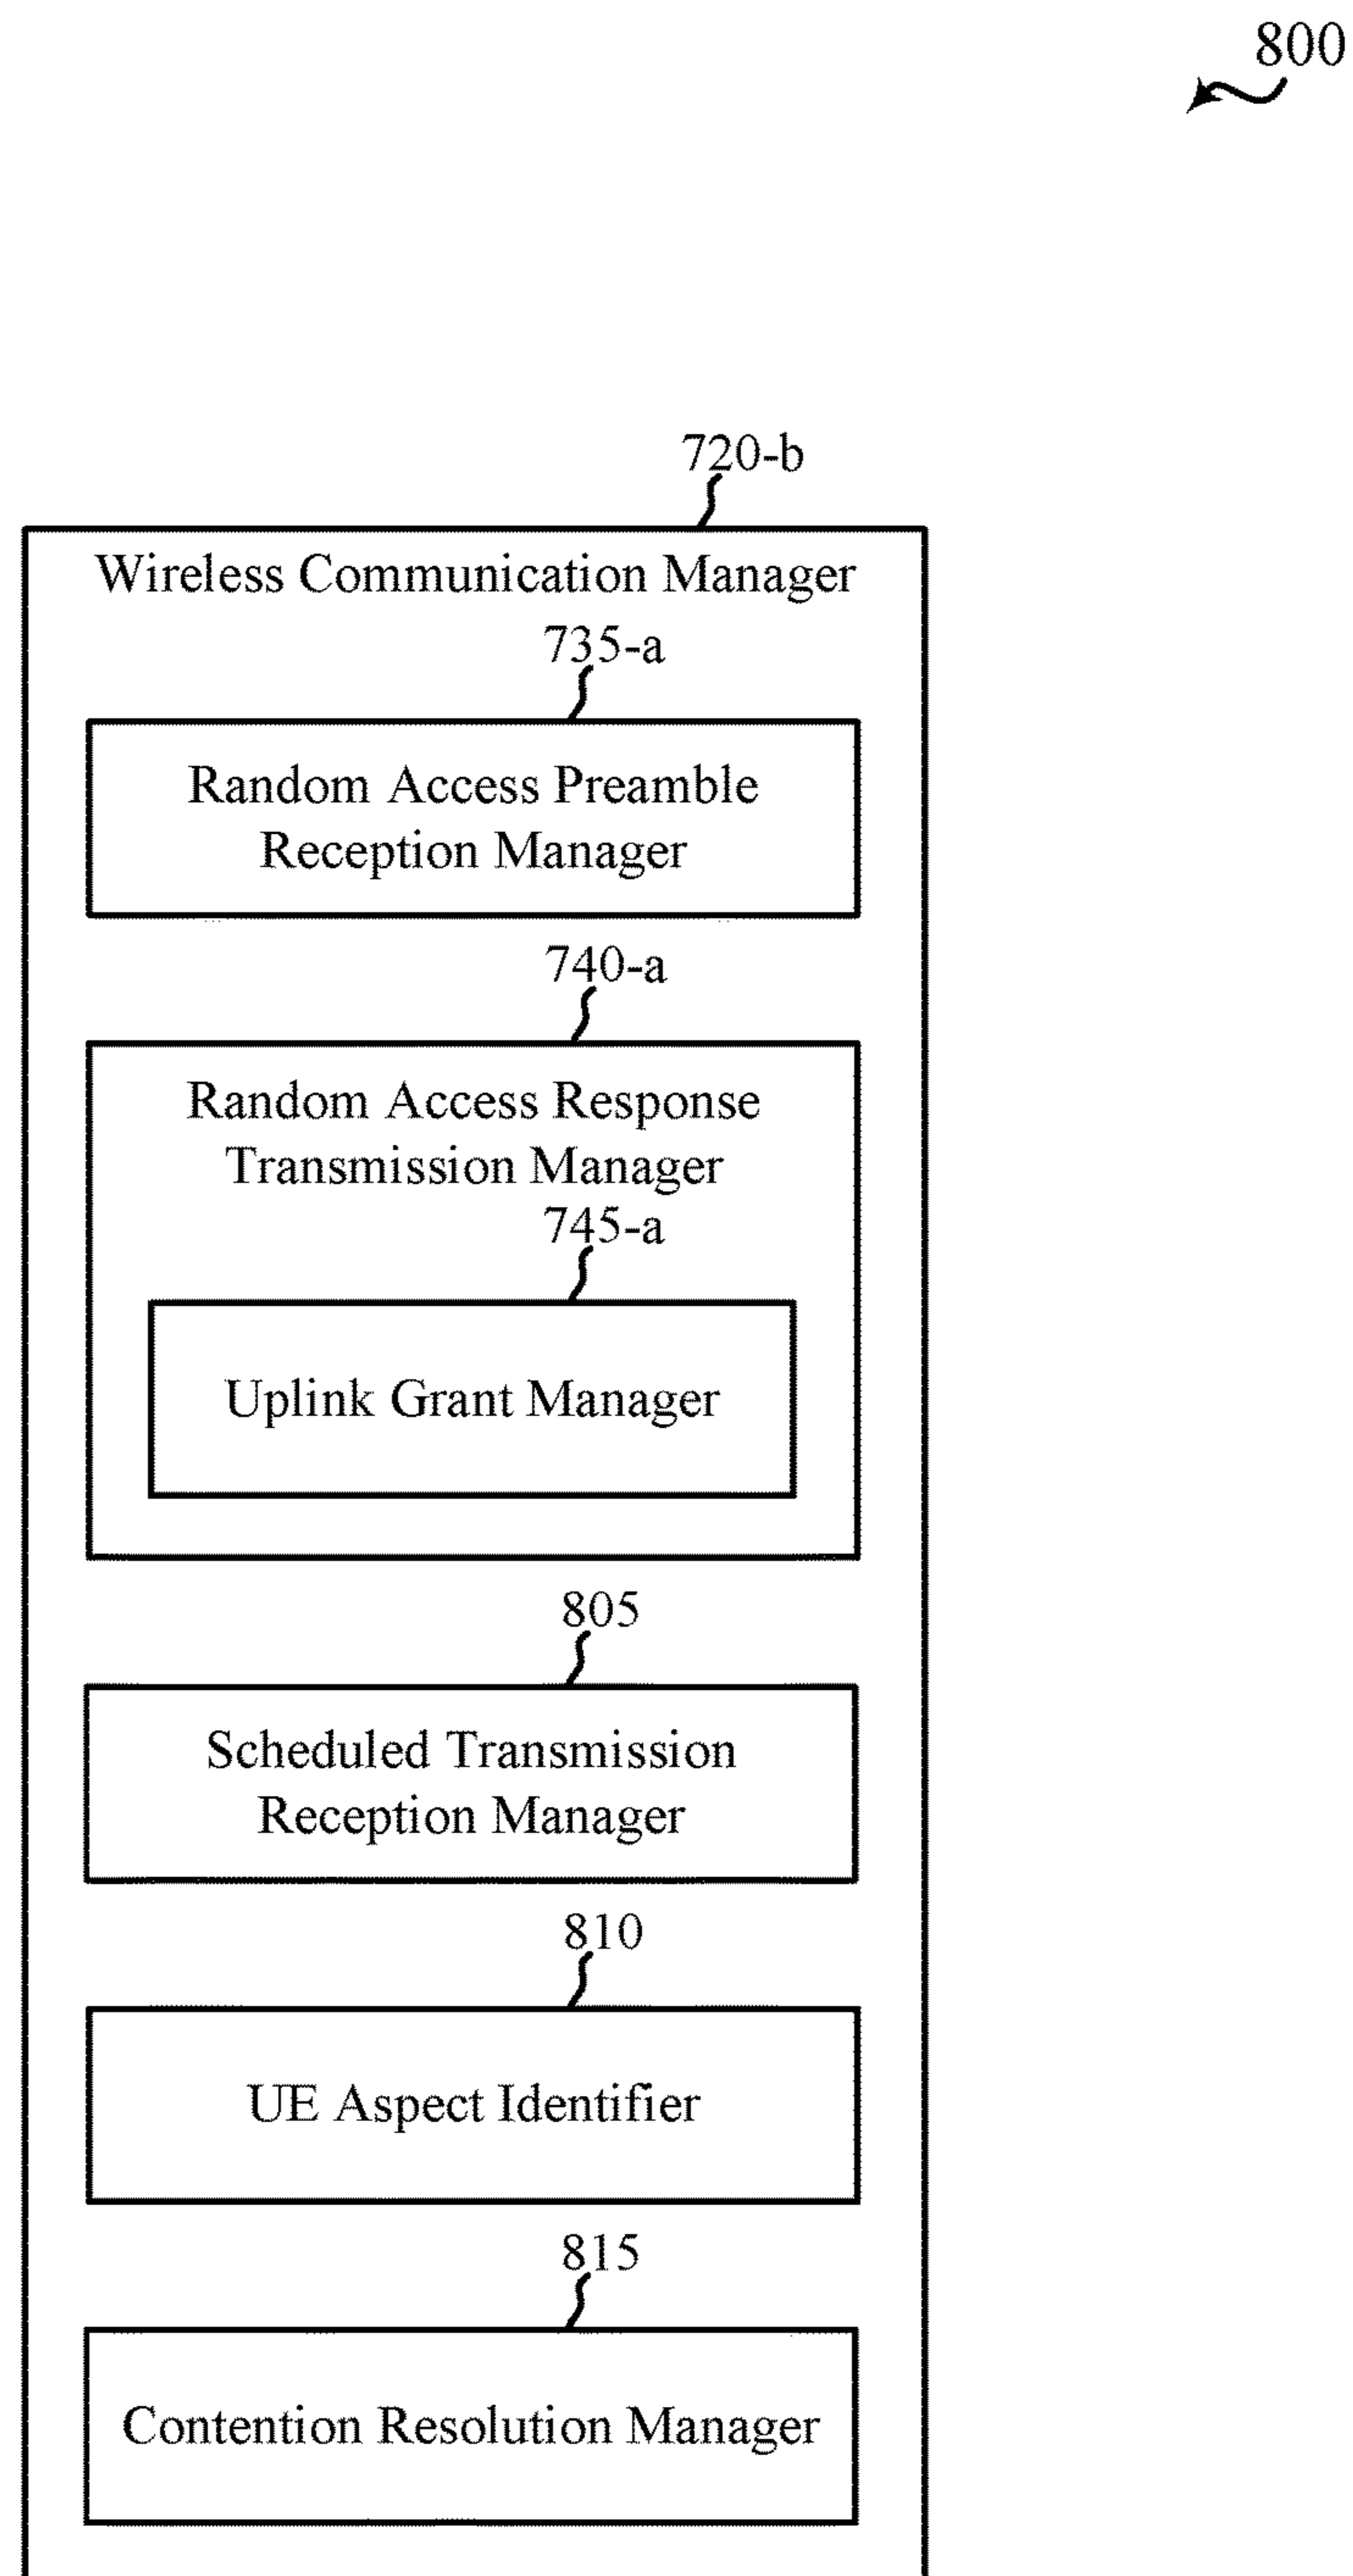 800
720-b
Wireless Communication Manager
735-a
Random Access Preamble
Reception Manager
740-a
Random Access Response
Transmission Manager
745-a
Uplink Grant Manager
805
Scheduled Transmission
Reception Manager
810
UE Aspect Identifier
815
Contention Resolution Manager